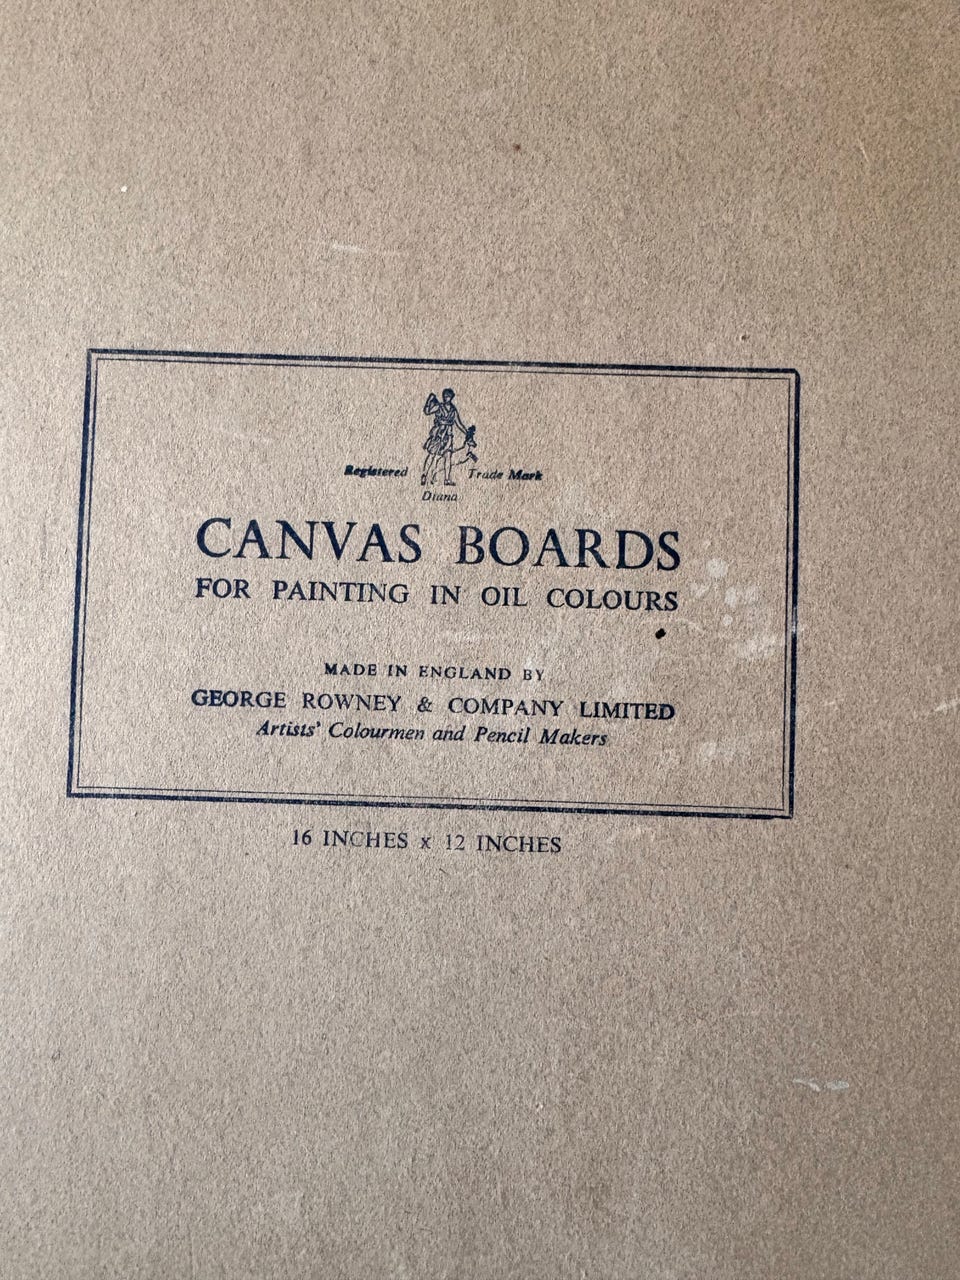 Registered Trade Mark
Diana
CANVAS BOARDS
FOR PAINTING IN OIL COLOURS
MADE IN ENGLAND BY
GEORGE ROWNEY & COMPANY LIMITED
Artists' Colourmen and Pencil Makers
16 INCHES x 12 INCHES